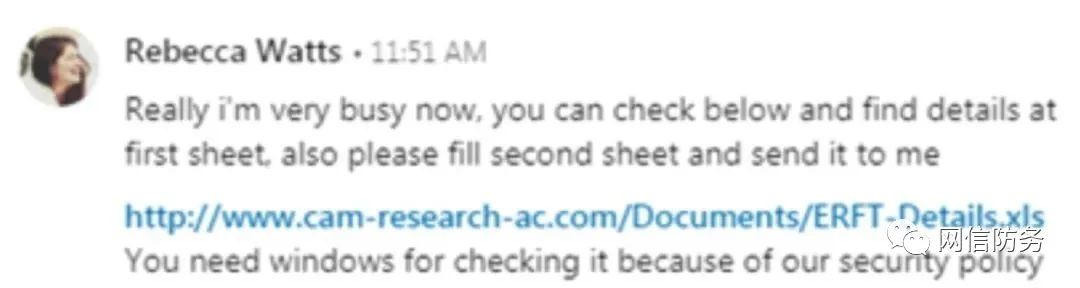 Rebecca Watts • 11:51 AM
Really i'm very busy now, you can check below and find details at
first sheet, also please fill second sheet and send it to me
http://www.cam-research-ac.com/Documents/ERFT-Details.xls
网信防务
You need windows for checking it because of our security policy